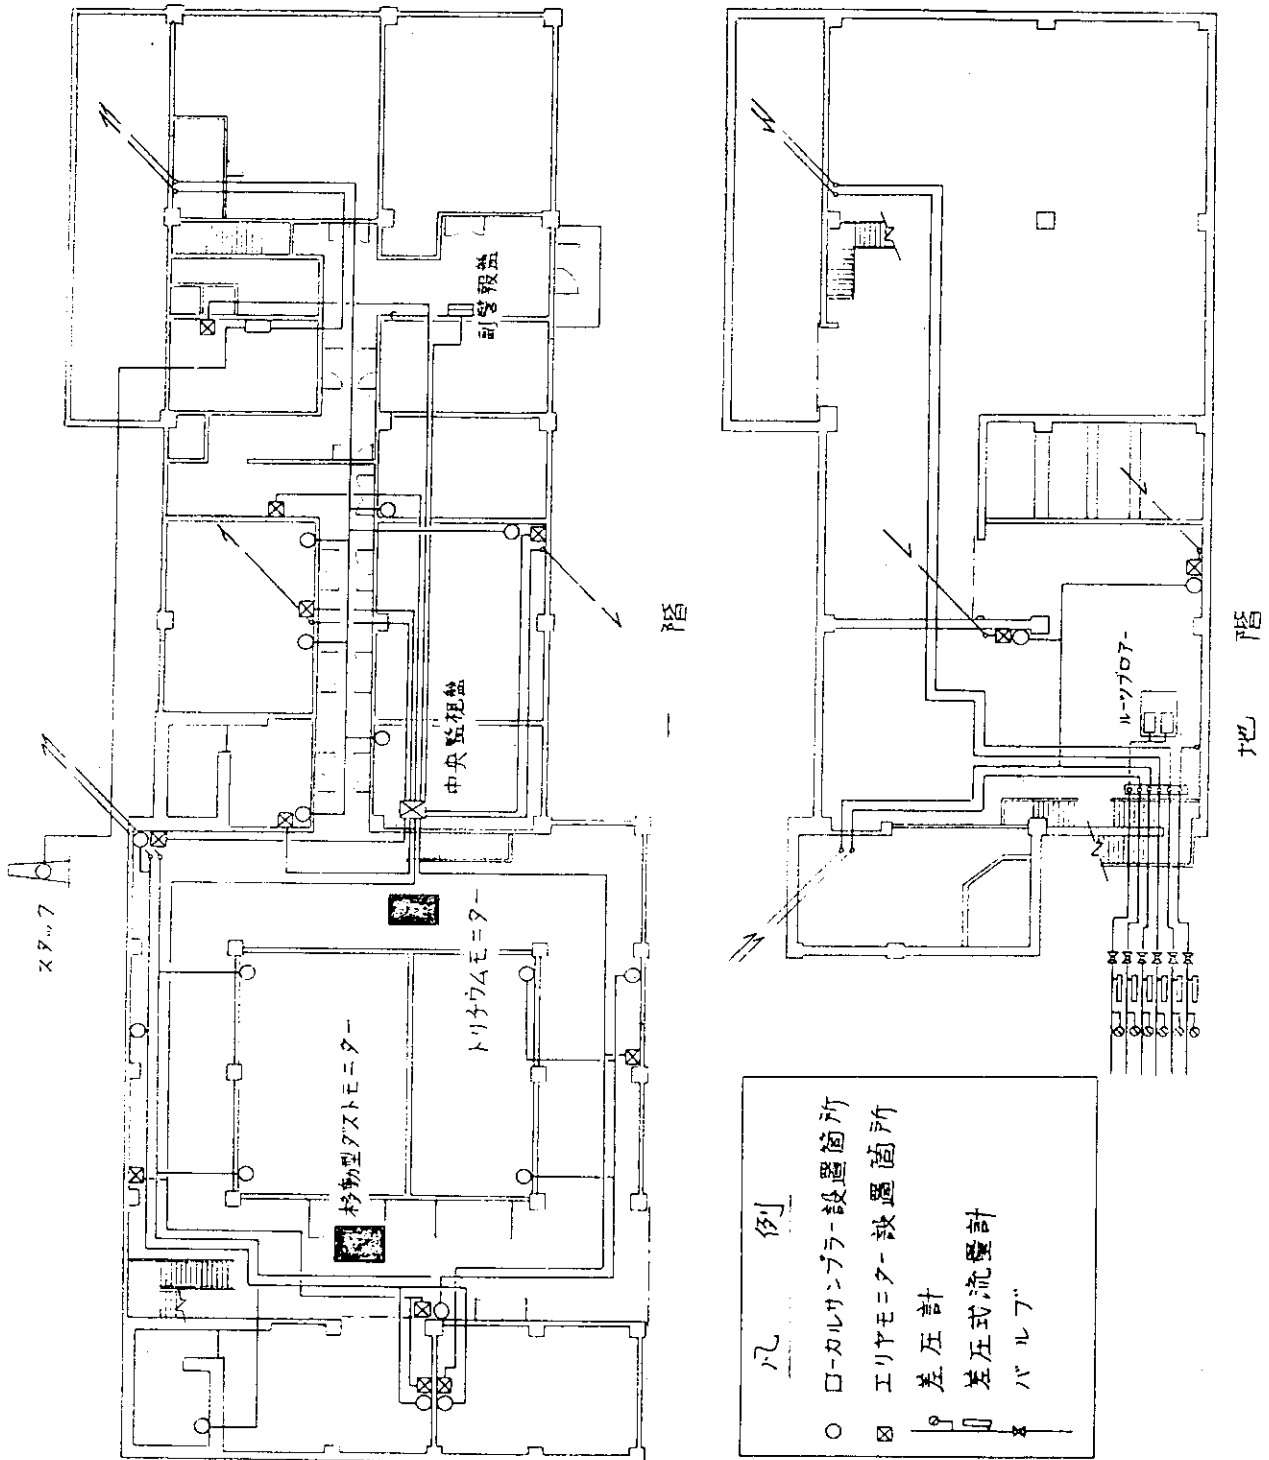 スタック
副警報盤
中央監視盤
トリチウムモニター
移動型ダストモニター
一階
ルーツブロアー
地階
凡例
ローカルサンプラー設置箇所
エリヤモニター設置箇所
差圧計
差圧式流量計
バルブ